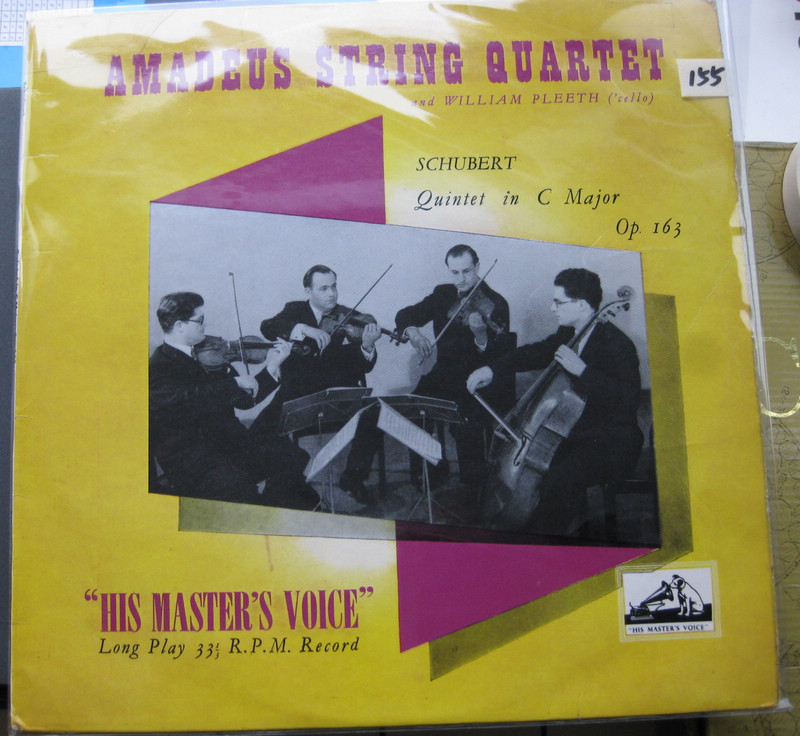 AMADEUS STRING QUARTET
155
and WILLIAM PLEETH ('cello)
SCHUBERT
Quintet in C Major
Op. 163
"HIS MASTER'S VOICE"
Long Play 33⅓ R.P.M. Record
"HIS MASTER'S VOICE"